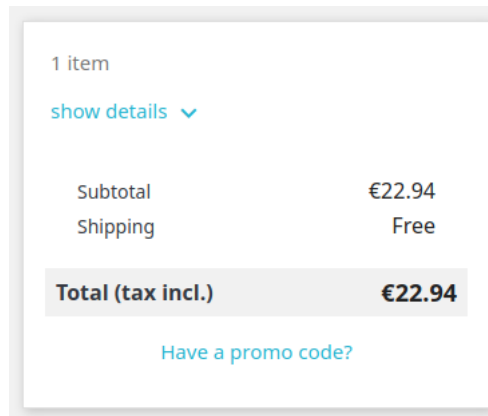 1 item
show details
Subtotal €22.94
Shipping Free
Total (tax incl.) €22.94
Have a promo code?